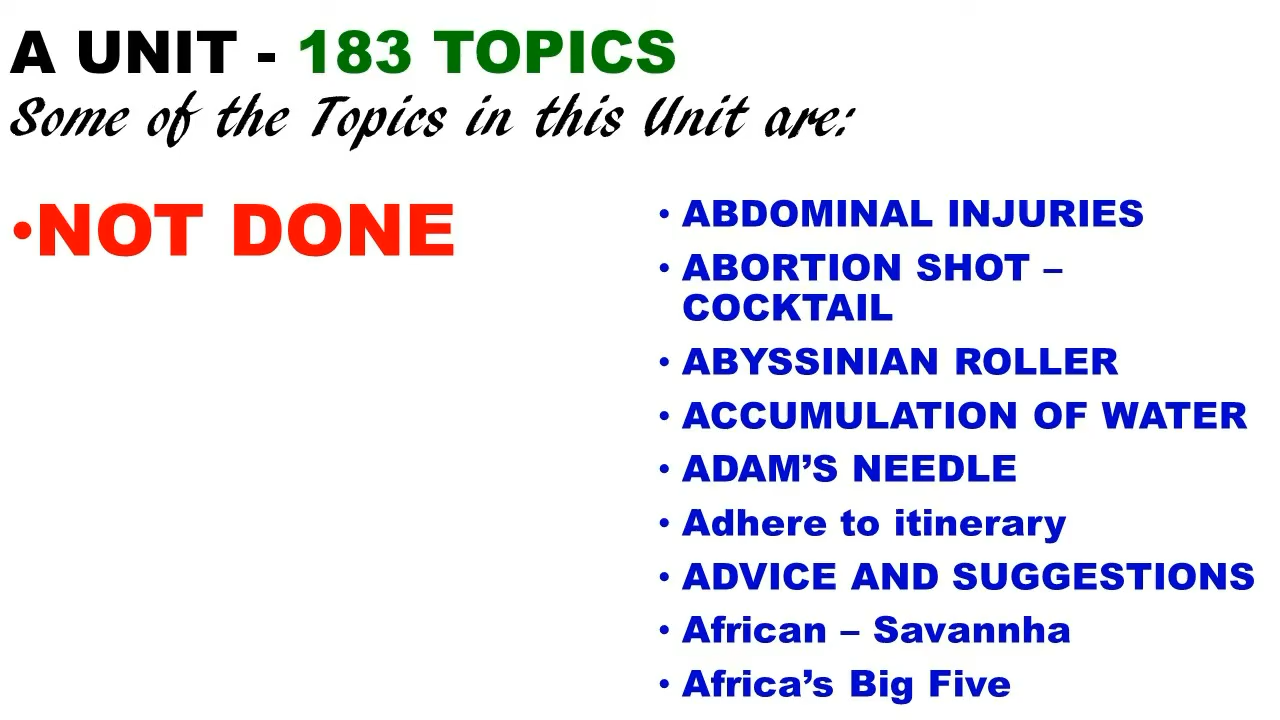 A UNIT - 183 TOPICS
Some of the Topics in this Unit are:
•NOT DONE
• ABDOMINAL INJURIES
• ABORTION SHOT –
COCKTAIL
• ABYSSINIAN ROLLER
• ACCUMULATION OF WATER
• ADAM’S NEEDLE
• Adhere to itinerary
• ADVICE AND SUGGESTIONS
• African – Savannha
• Africa’s Big Five